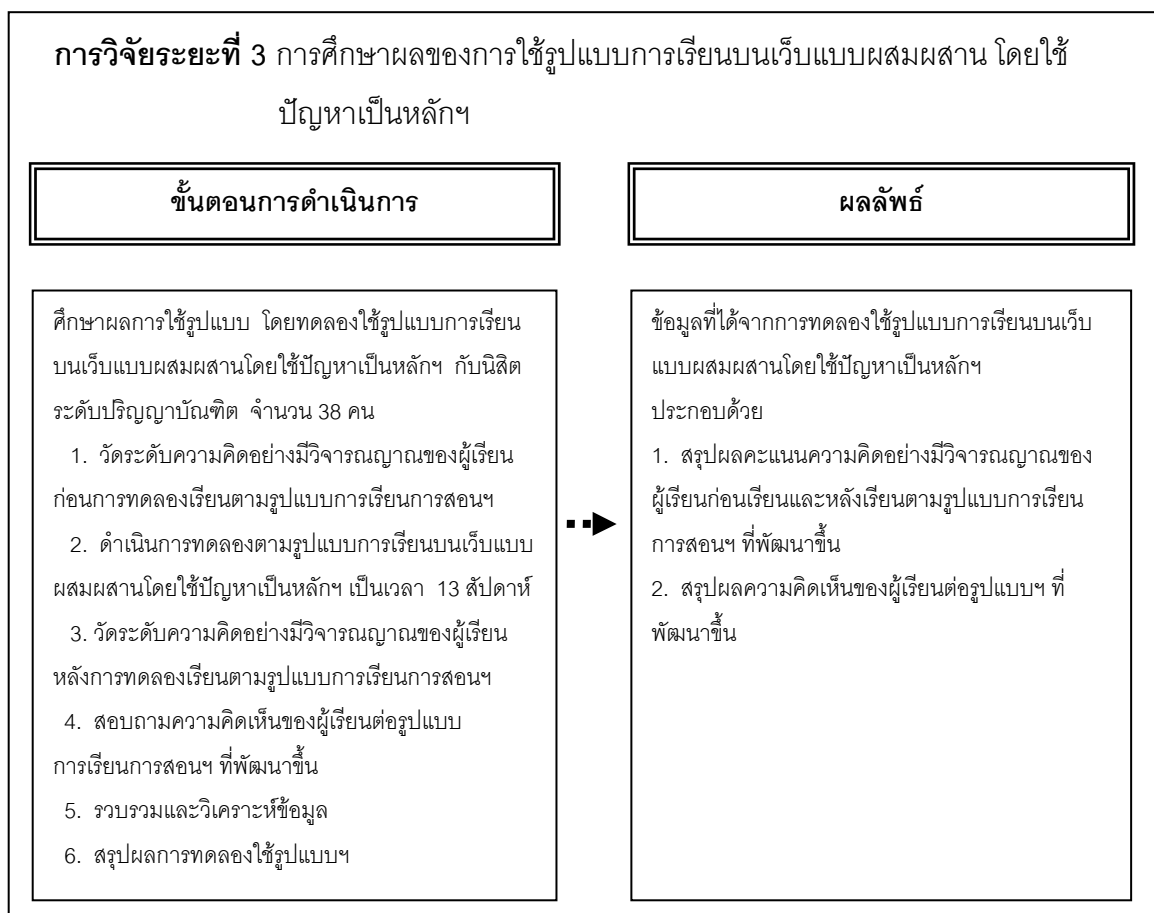 การวิจัยระยะที่ 3 การศึกษาผลของการใช้รูปแบบการเรียนบนเว็บแบบผสมผสาน โดยใช้
ปัญหาเป็นหลักฯ
ขั้นตอนการดำเนินการ
ผลลัพธ์
ศึกษาผลการใช้รูปแบบ โดยทดลองใช้รูปแบบการเรียน
บนเว็บแบบผสมผสานโดยใช้ปัญหาเป็นหลักฯ กับนิสิต
ระดับปริญญาบัณฑิต จำนวน 38 คน
1. วัดระดับความคิดอย่างมีวิจารณญาณของผู้เรียน
ก่อนการทดลองเรียนตามรูปแบบการเรียนการสอนฯ
2. ดำเนินการทดลองตามรูปแบบการเรียนบนเว็บแบบ
ผสมผสานโดยใช้ปัญหาเป็นหลักฯ เป็นเวลา 13 สัปดาห์
3. วัดระดับความคิดอย่างมีวิจารณญาณของผู้เรียน
หลังการทดลองเรียนตามรูปแบบการเรียนการสอนฯ
4. สอบถามความคิดเห็นของผู้เรียนต่อรูปแบบ
การเรียนการสอนฯ ที่พัฒนาขึ้น
5. รวบรวมและวิเคราะห์ข้อมูล
6. สรุปผลการทดลองใช้รูปแบบฯ
ข้อมูลที่ได้จากการทดลองใช้รูปแบบการเรียนบนเว็บ
แบบผสมผสานโดยใช้ปัญหาเป็นหลักฯ
ประกอบด้วย
1. สรุปผลคะแนนความคิดอย่างมีวิจารณญาณของ
ผู้เรียนก่อนเรียนและหลังเรียนตามรูปแบบการเรียน
การสอนฯ ที่พัฒนาขึ้น
2. สรุปผลความคิดเห็นของผู้เรียนต่อรูปแบบฯ ที่
พัฒนาขึ้น